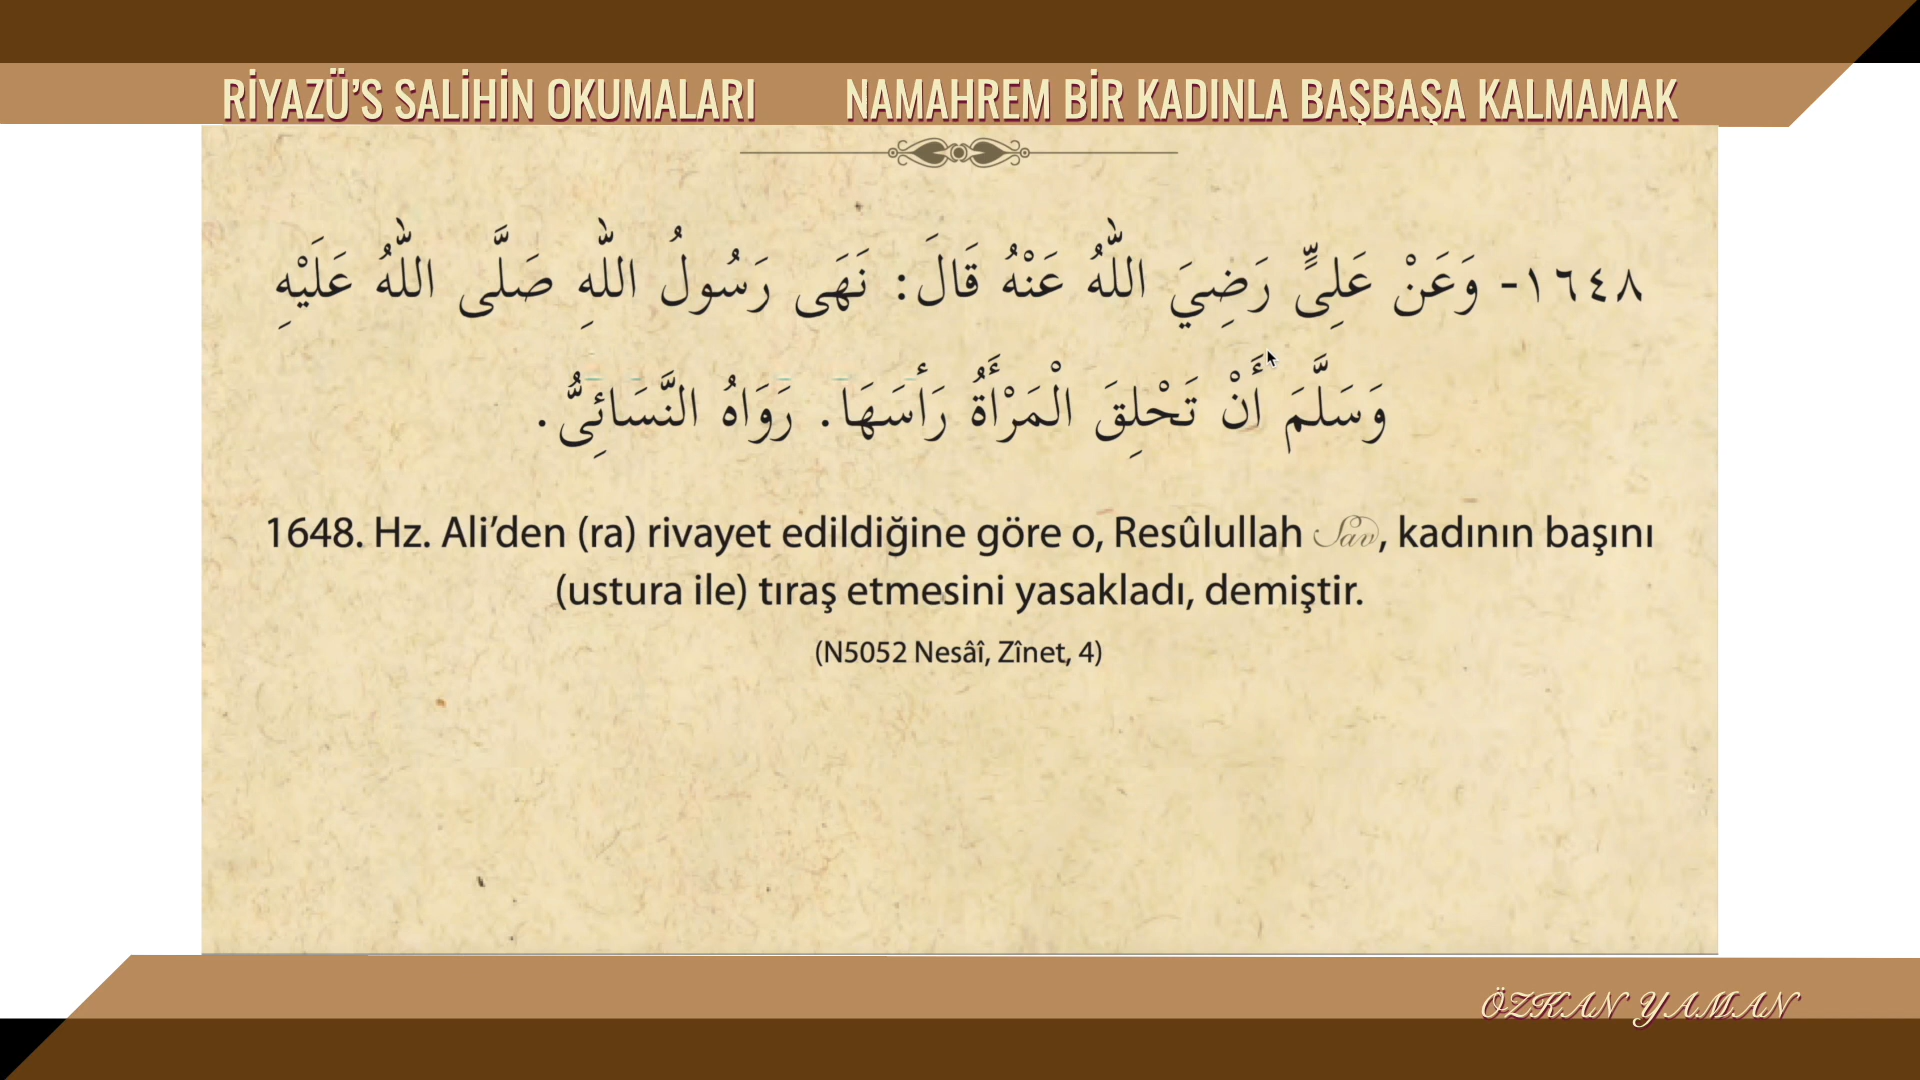 RİYAZÜ’S SALİHİN OKUMALARI
NAMAHREM BİR KADINLA BAŞBAŞA KALMAMAK
١٦٤٨- وَعَنْ عَلِىٍّ رَضِيَ اللّٰهُ عَنْهُ قَالَ: نَهَى رَسُولُ اللّٰهِ صَلَّى اللّٰهُ عَلَيْهِ
وَسَلَّمَ أَنْ تَحْلِقَ الْمَرْأَةُ رَأْسَهَا. رَوَاهُ النَّسَائِىُّ.
1648. Hz. Ali’den (ra) rivayet edildiğine göre o, Resûlullah Sav, kadının başını
(ustura ile) tıraş etmesini yasakladı, demiştir.
(N5052 Nesâî, Zînet, 4)
ÖZKAN YAMAN